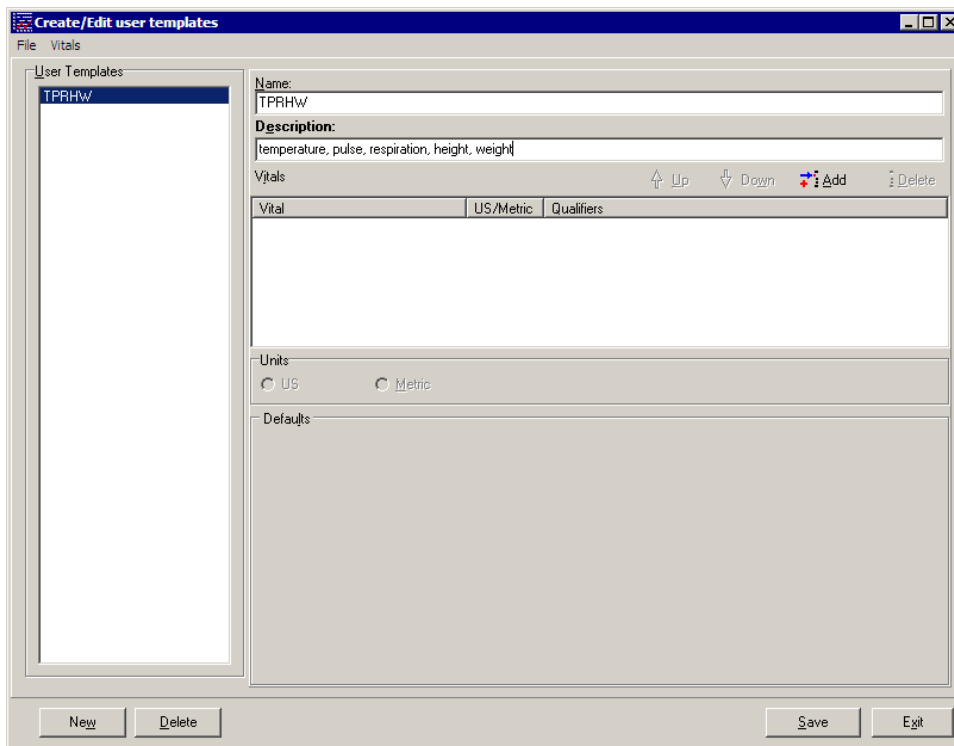 Create/Edit user templates
File Vitals
User Templates
TPRHW
Name:
TPRHW
Description:
temperature, pulse, respiration, height, weight
Vitals Up Down Add Delete
Vital US/Metric Qualifiers
Units
US Metric
Defaults
New Delete Save Exit